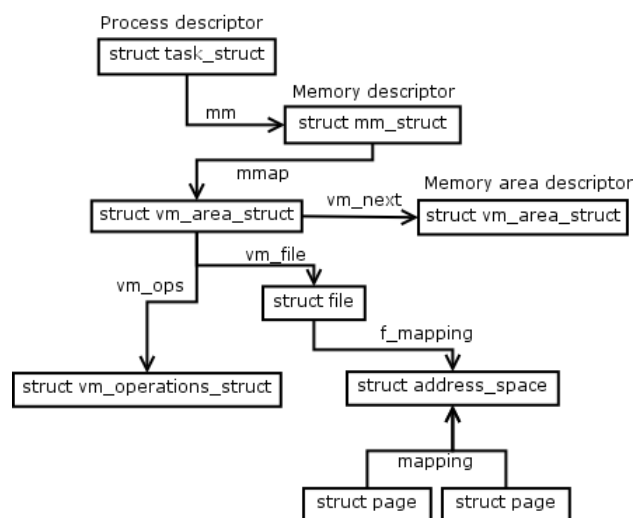 Process descriptor
struct task_struct
Memory descriptor
mm
struct mm_struct
mmap
Memory area descriptor
vm_next
struct vm_area_struct
struct vm_area_struct
vm_file
vm_ops
struct file
f_mapping
struct vm_operations_struct
struct address_space
mapping
struct page
struct page